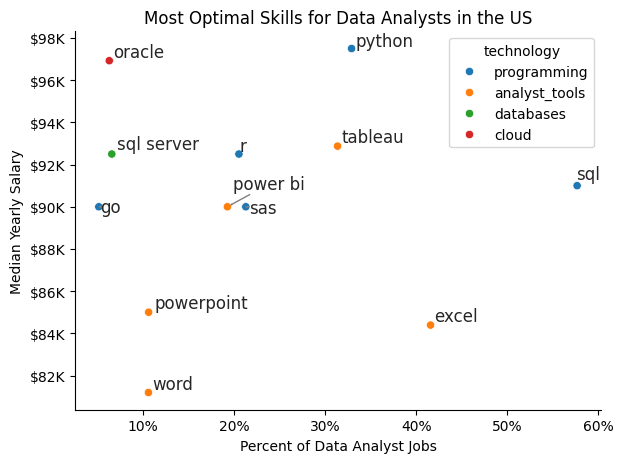 Most Optimal Skills for Data Analysts in the US
$98K
$96K
$94K
$92K
$90K
$88K
$86K
$84K
$82K
Median Yearly Salary
python
oracle
technology
programming
analyst_tools
databases
cloud
sql server
r
tableau
sql
power bi
go
sas
powerpoint
excel
word
10%
20%
30%
40%
50%
60%
Percent of Data Analyst Jobs